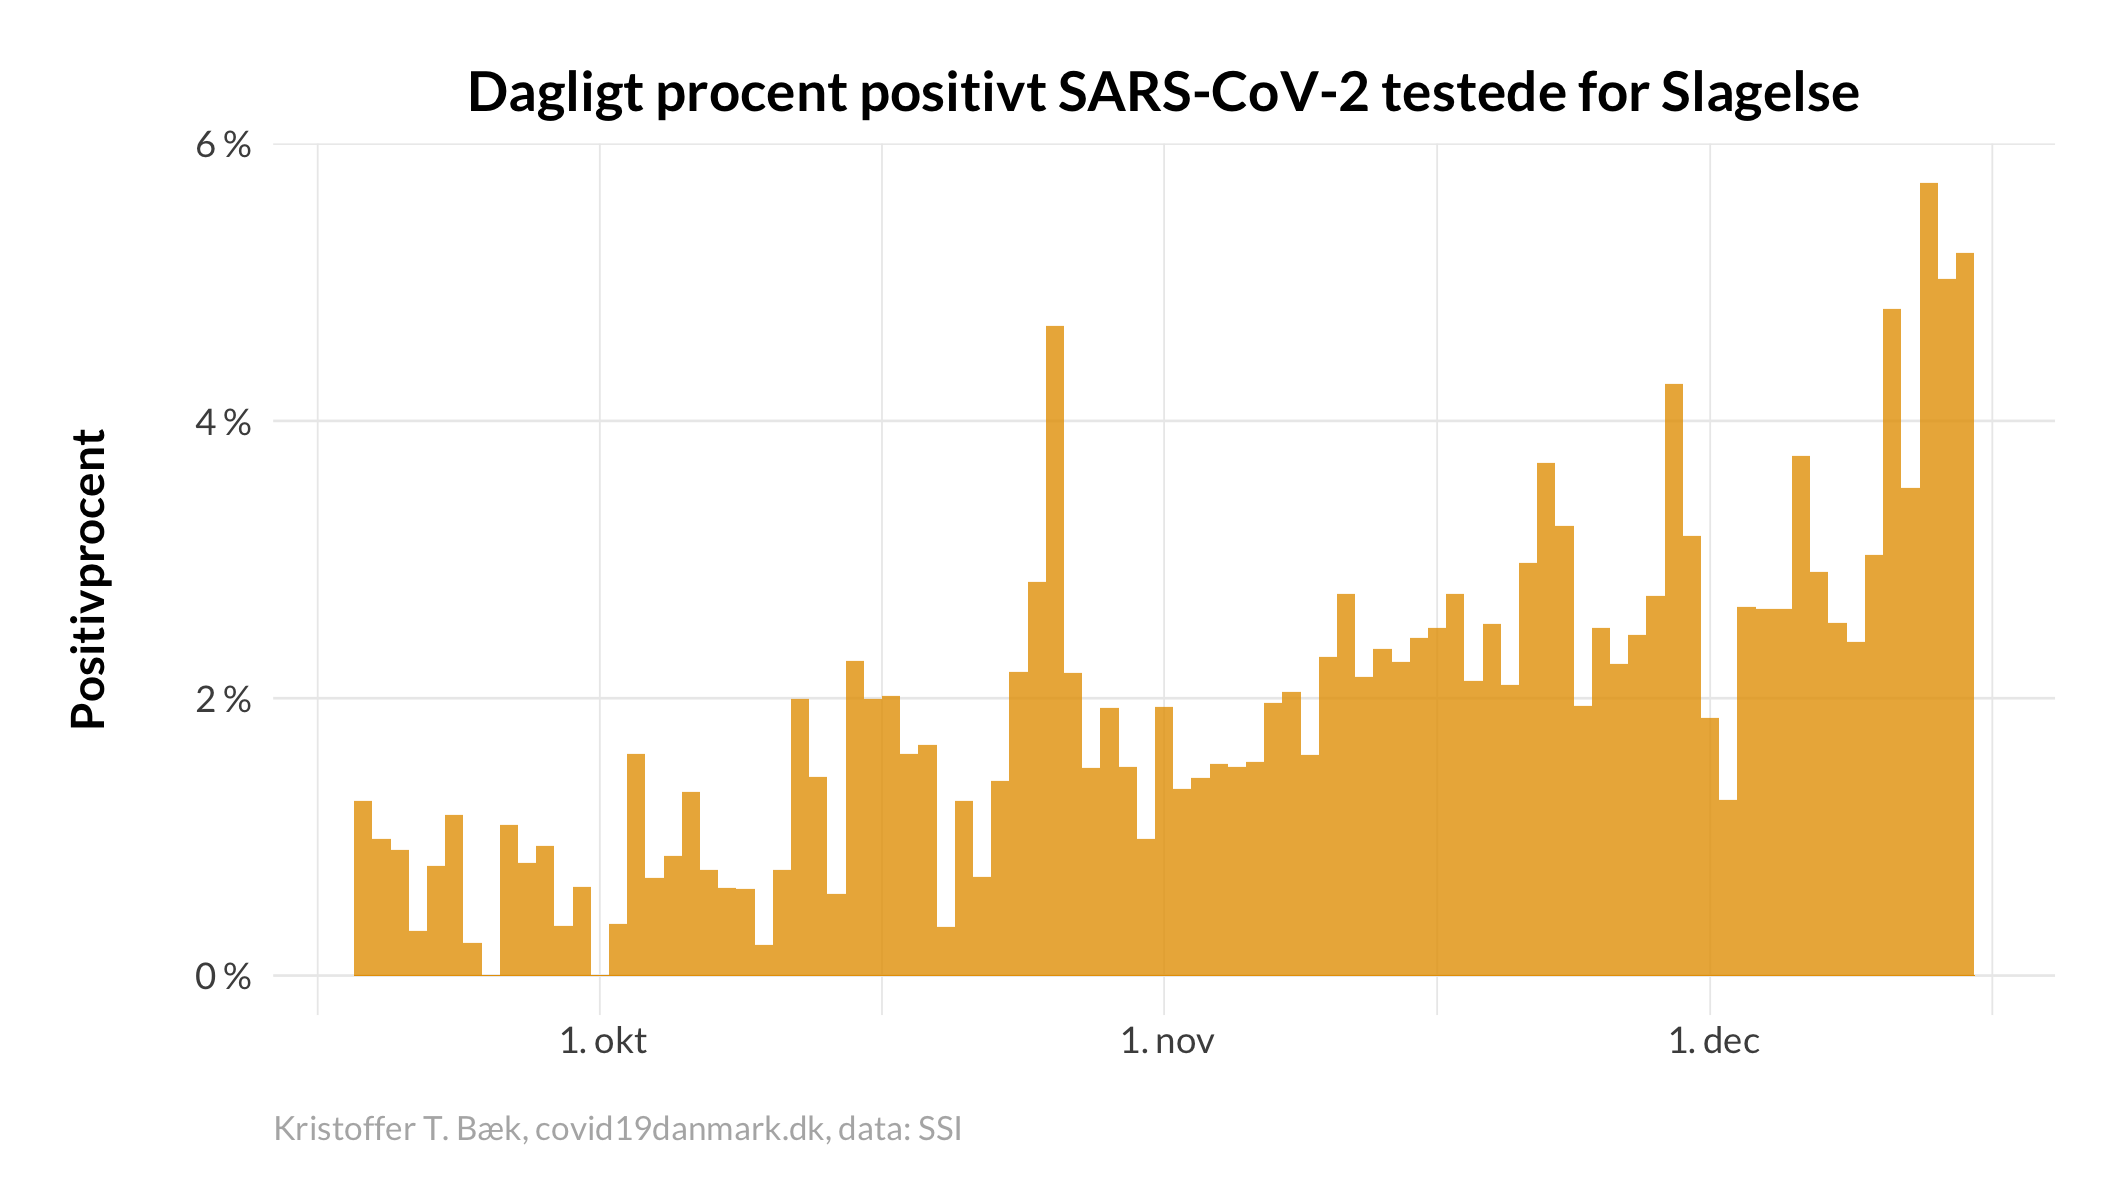 Dagligt procent positivt SARS-CoV-2 testede for Slagelse
6 %
4 %
2 %
0 %
Positivprocent
1. okt
1. nov
1. dec
Kristoffer T. Bæk, covid19danmark.dk, data: SSI